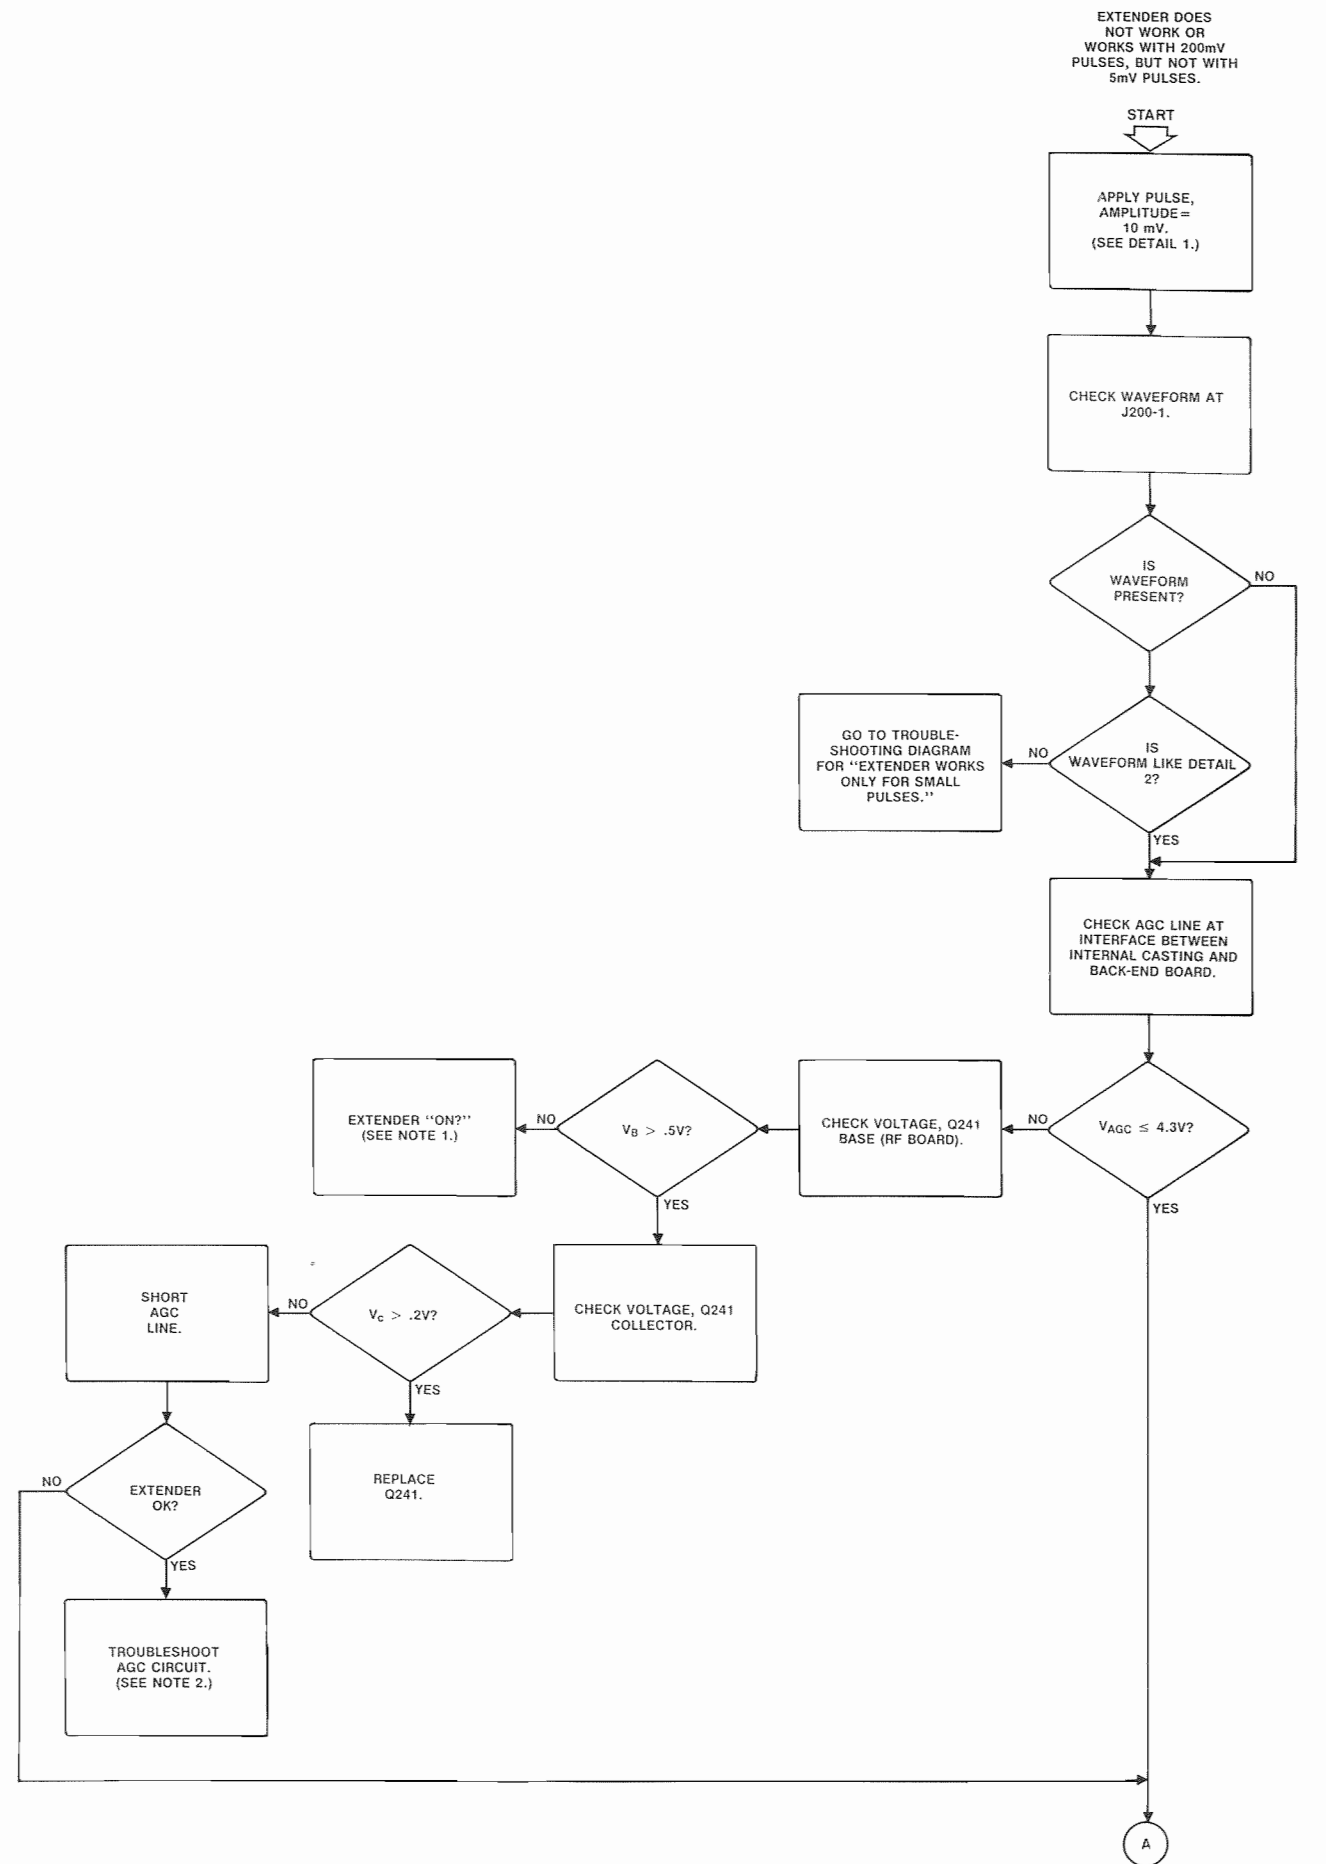 EXTENDER DOES
NOT WORK OR
WORKS WITH 200mV
PULSES, BUT NOT WITH
5mV PULSES.
START
APPLY PULSE,
AMPLITUDE=
10 mV.
(SEE DETAIL 1.)
CHECK WAVEFORM AT
J200-1.
IS
WAVEFORM
PRESENT?
NO
IS
WAVEFORM LIKE DETAIL
2?
NO
YES
GO TO TROUBLE-
SHOOTING DIAGRAM
FOR "EXTENDER WORKS
ONLY FOR SMALL
PULSES."
CHECK AGC LINE AT
INTERFACE BETWEEN
INTERNAL CASTING AND
BACK-END BOARD.
VAGC ≤ 4.3V?
NO
YES
CHECK VOLTAGE, Q241
BASE (RF BOARD).
VB > .5V?
NO
YES
EXTENDER "ON?"
(SEE NOTE 1.)
CHECK VOLTAGE, Q241
COLLECTOR.
Vc > .2V?
NO
YES
SHORT
AGC
LINE.
REPLACE
Q241.
EXTENDER
OK?
NO
YES
TROUBLESHOOT
AGC CIRCUIT.
(SEE NOTE 2.)
A